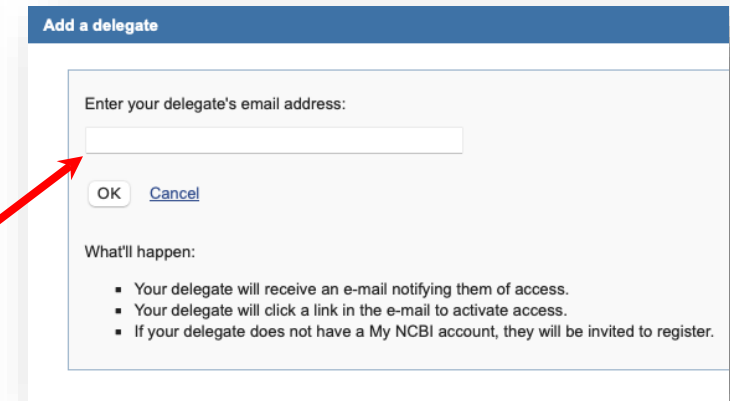 Add a delegate
Enter your delegate's email address:
OK Cancel
What'll happen:
Your delegate will receive an e-mail notifying them of access.
Your delegate will click a link in the e-mail to activate access.
If your delegate does not have a My NCBI account, they will be invited to register.